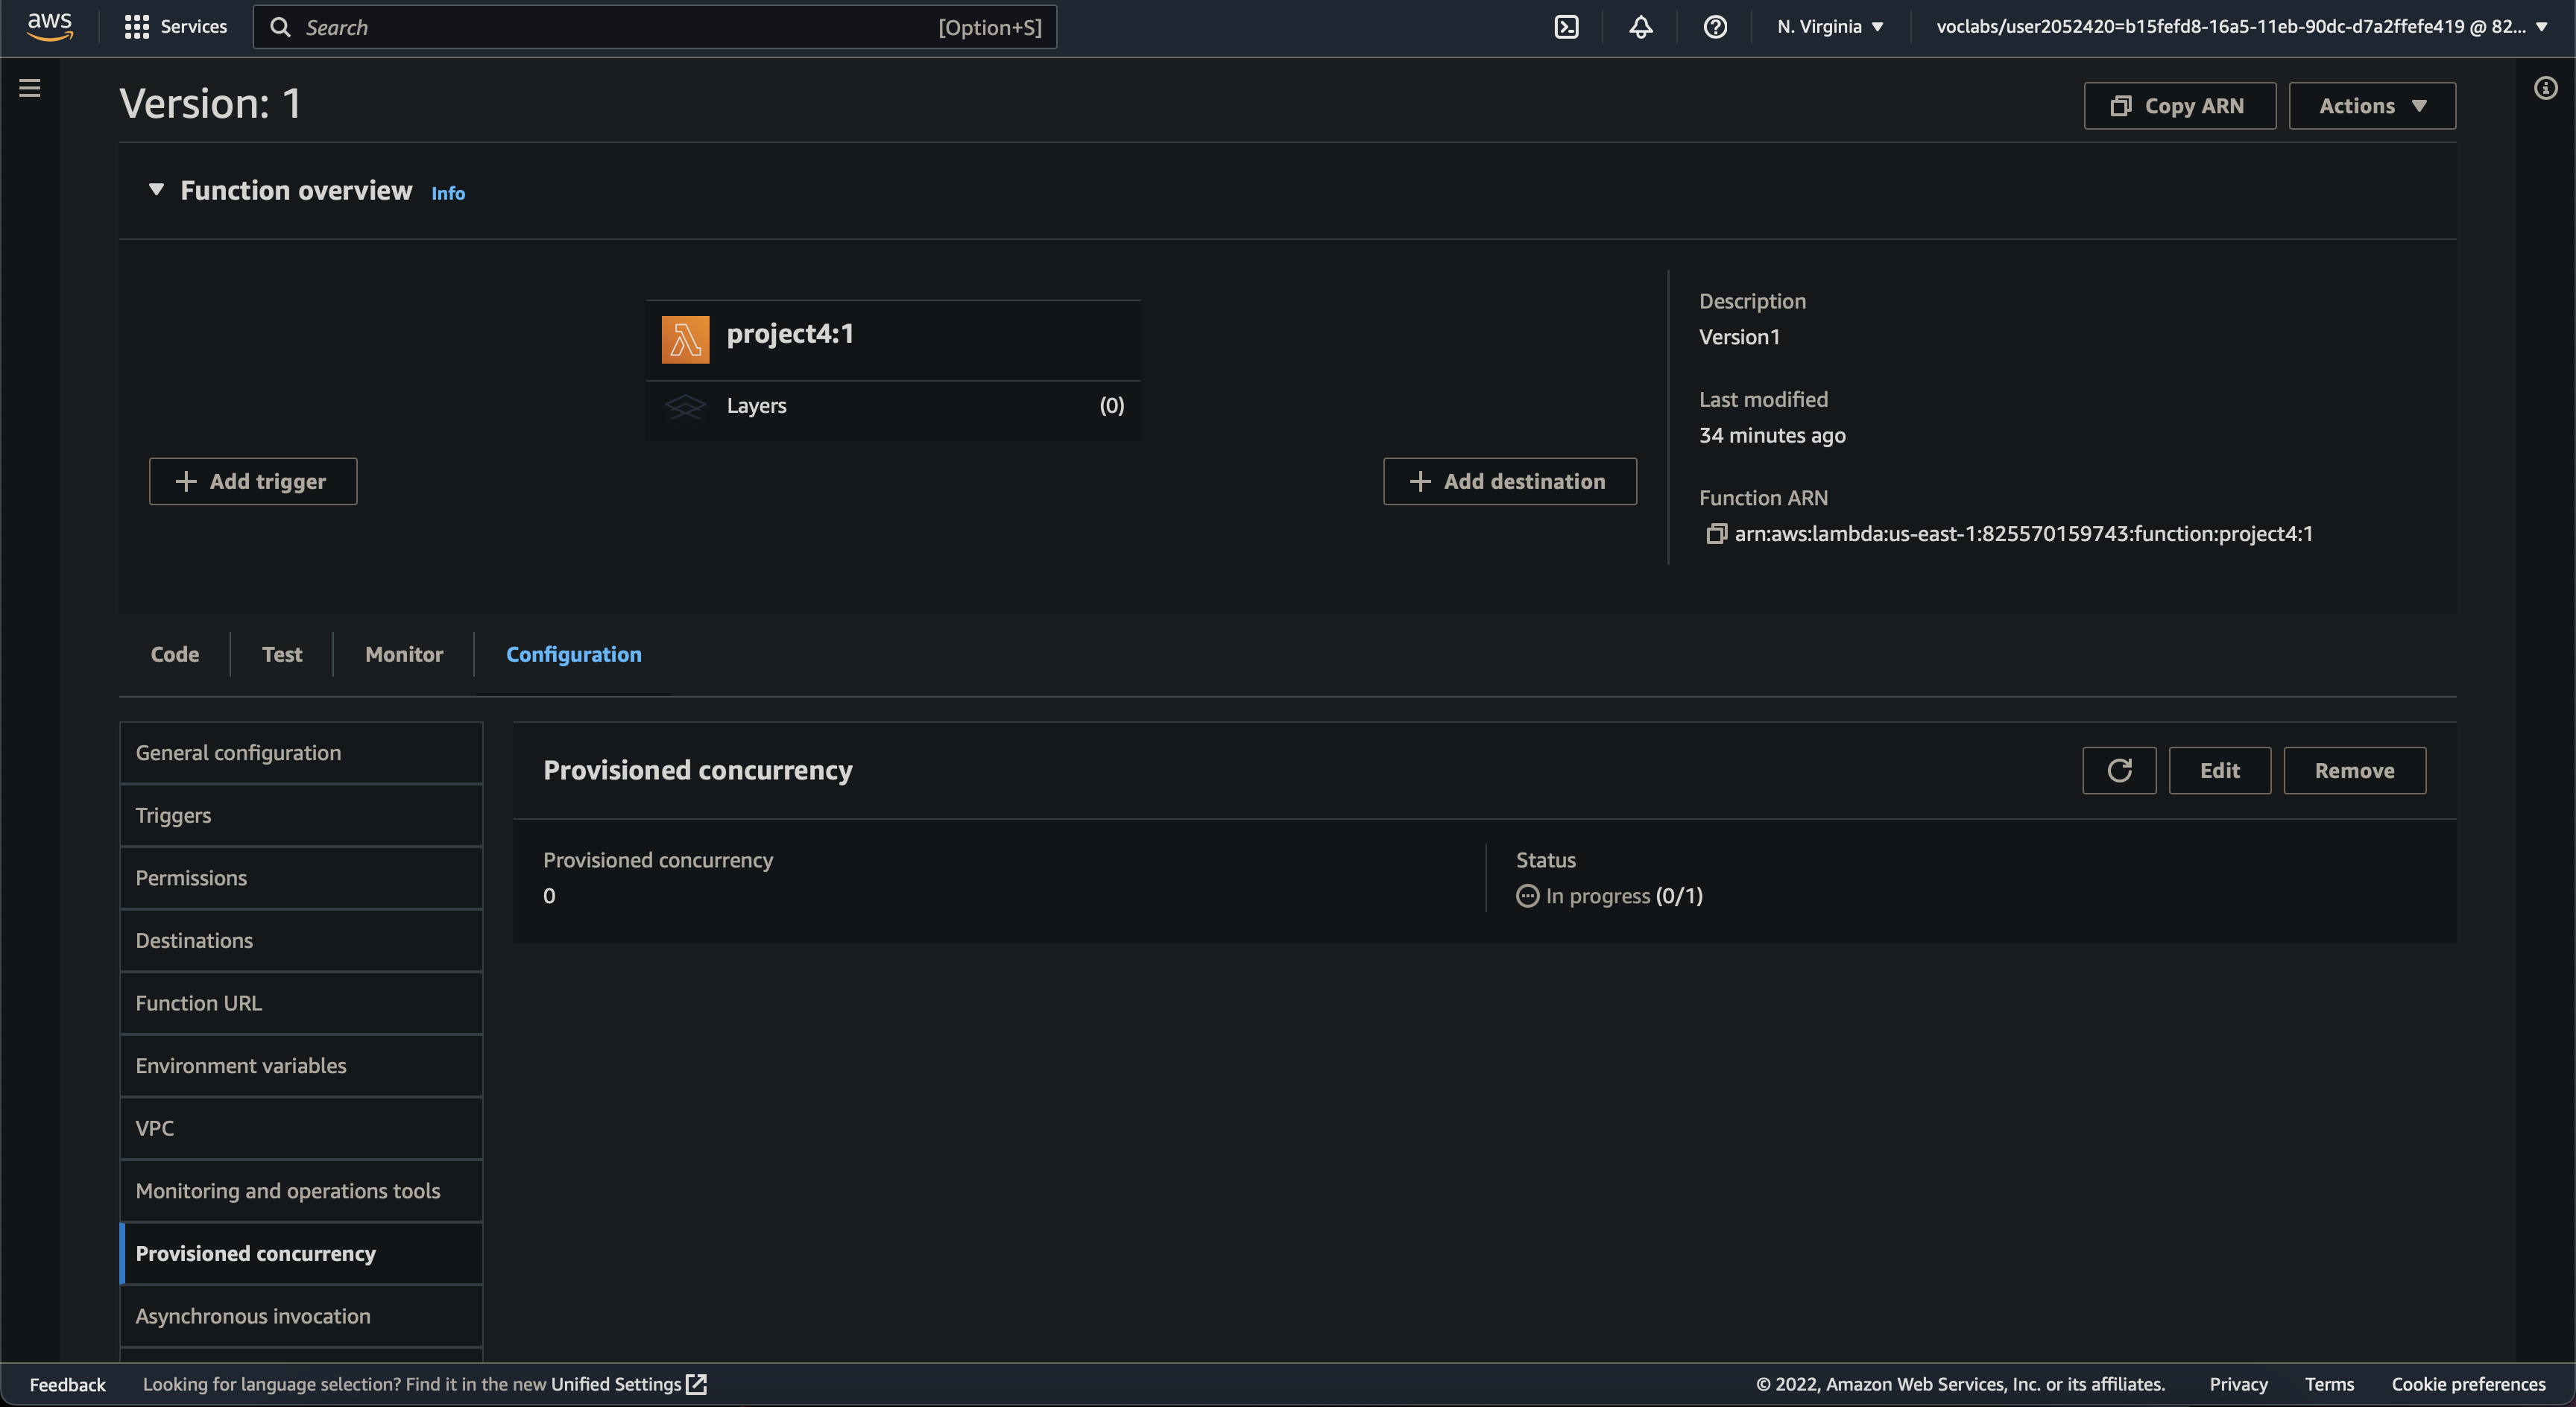 aws
Services
Search
[Option+S]
N. Virginia
voclabs/user2052420=b15fefd8-16a5-11eb-90dc-d7a2ffefe419 @ 82...
Version: 1
Copy ARN
Actions
Function overview Info
project4:1
Layers
(0)
Add trigger
Add destination
Description
Version1
Last modified
34 minutes ago
Function ARN
arn:aws:lambda:us-east-1:825570159743:function:project4:1
Code
Test
Monitor
Configuration
General configuration
Triggers
Permissions
Destinations
Function URL
Environment variables
VPC
Monitoring and operations tools
Provisioned concurrency
Asynchronous invocation
Provisioned concurrency
Edit
Remove
Provisioned concurrency
0
Status
In progress (0/1)
Feedback
Looking for language selection? Find it in the new Unified Settings
© 2022, Amazon Web Services, Inc. or its affiliates.
Privacy
Terms
Cookie preferences